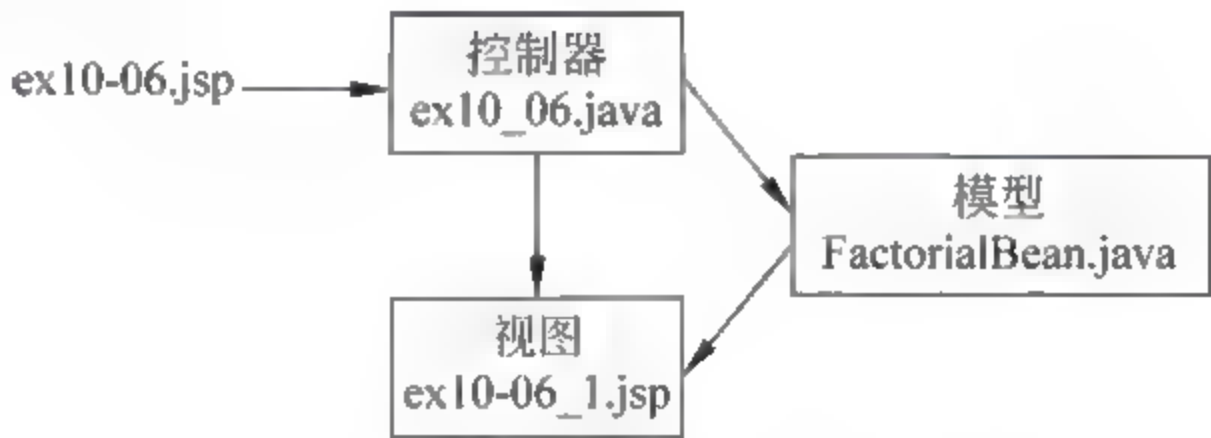 控制器
ex10-06.jsp
ex10_06.java
模型
FactorialBean.java
视图
ex10-06_1.jsp